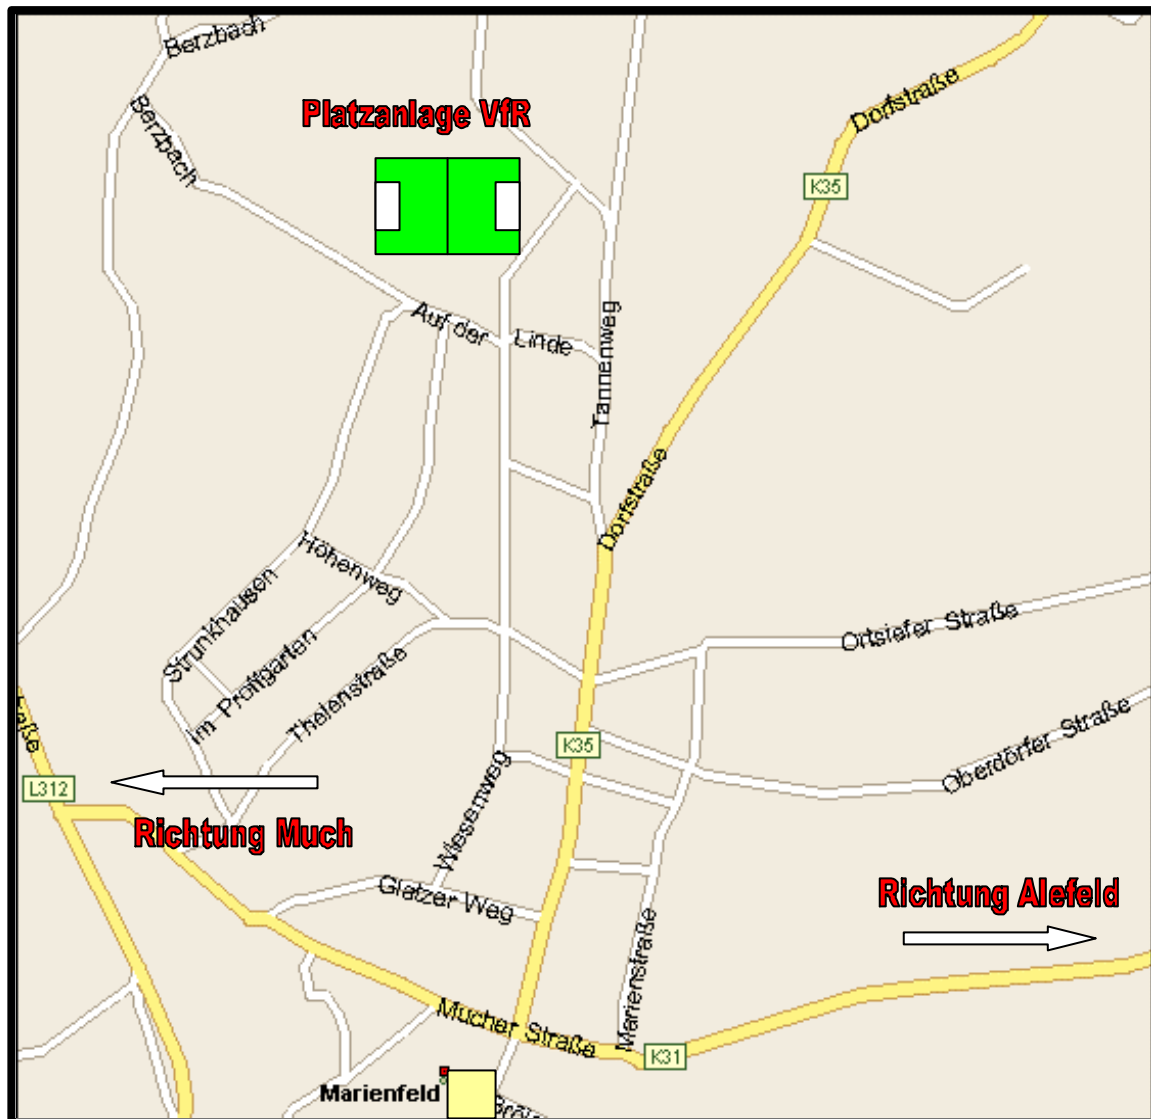 Berzbach
Berzbach
Platzanlage VfR
Dorfstraße
K35
Auf der Linde
Tannenweg
Dorfstraße
Höhenweg
Strunkhausen
Im Proffgarten
Thelenstraße
Ortsiefer Straße
Oberdörfer Straße
K35
L312
Richtung Much
Wiesenweg
Glatzer Weg
Richtung Alefeld
Marienstraße
Mucher Straße
K31
Marienfeld